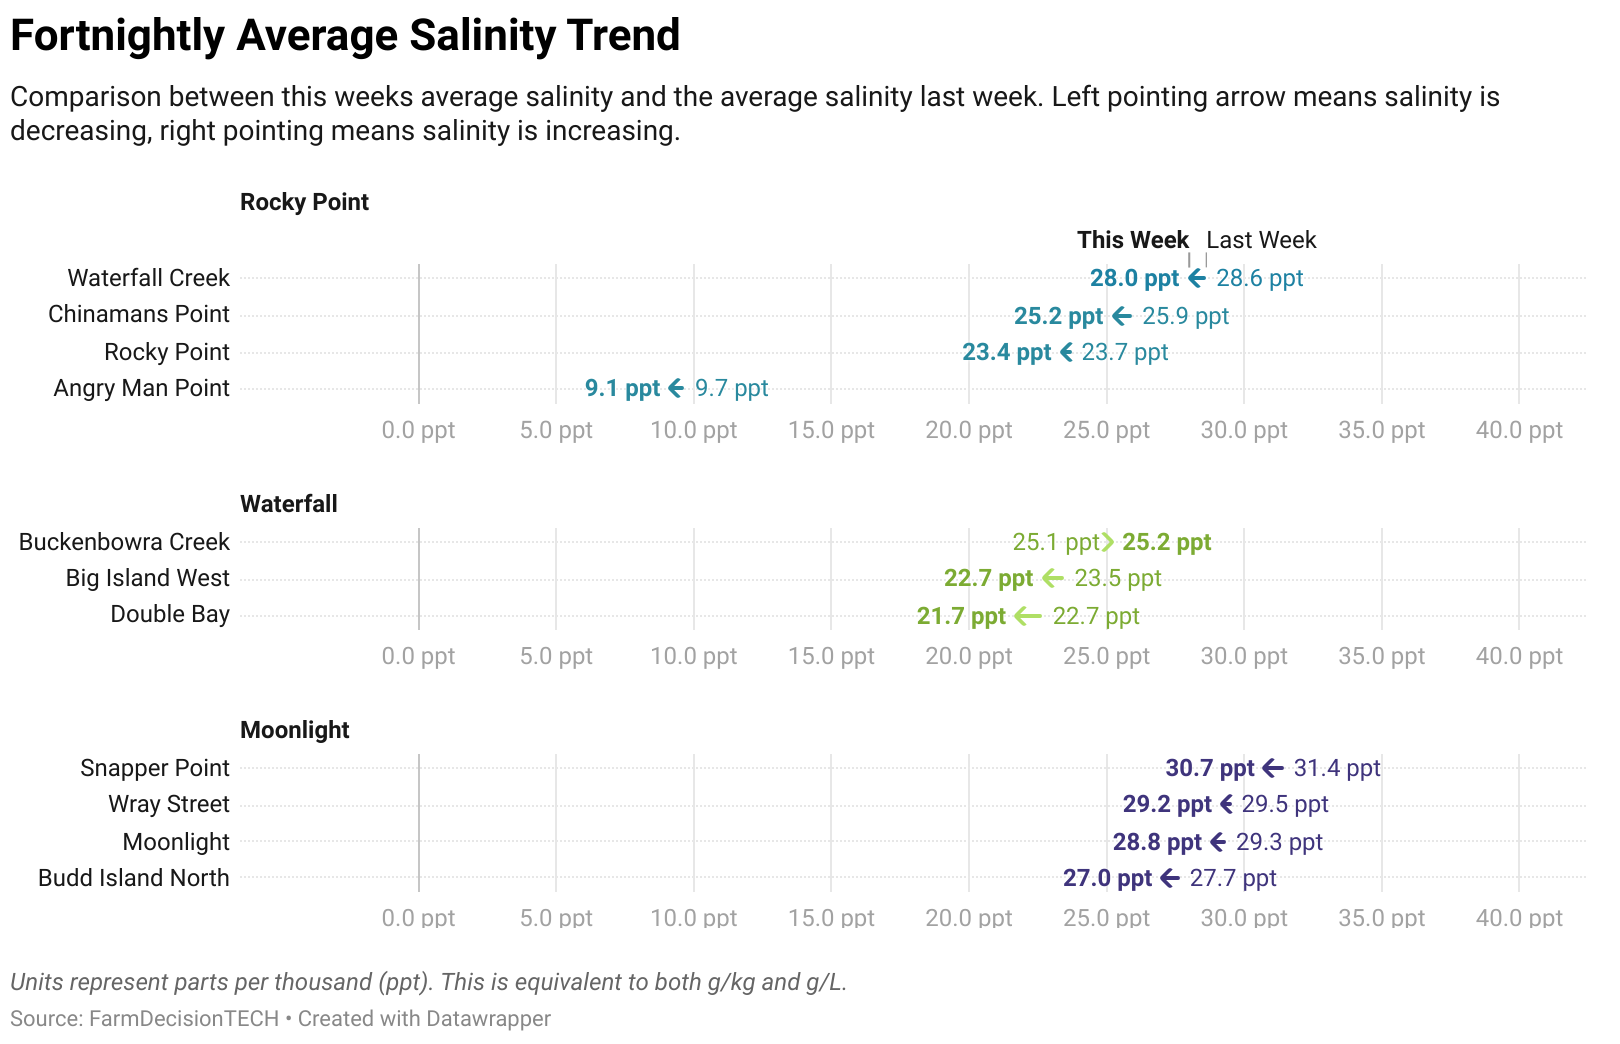 Fortnightly Average Salinity Trend
Comparison between this weeks average salinity and the average salinity last week. Left pointing arrow means salinity is
decreasing, right pointing means salinity is increasing.
Rocky Point
This Week Last Week
Waterfall Creek 28.0 ppt 28.6 ppt
Chinamans Point 25.2 ppt 25.9 ppt
Rocky Point 23.4 ppt 23.7 ppt
Angry Man Point 9.1 ppt 9.7 ppt
0.0 ppt 5.0 ppt 10.0 ppt 15.0 ppt 20.0 ppt 25.0 ppt 30.0 ppt 35.0 ppt 40.0 ppt
Waterfall
Buckenbowra Creek 25.1 ppt 25.2 ppt
Big Island West 22.7 ppt 23.5 ppt
Double Bay 21.7 ppt 22.7 ppt
0.0 ppt 5.0 ppt 10.0 ppt 15.0 ppt 20.0 ppt 25.0 ppt 30.0 ppt 35.0 ppt 40.0 ppt
Moonlight
Snapper Point 30.7 ppt 31.4 ppt
Wray Street 29.2 ppt 29.5 ppt
Moonlight 28.8 ppt 29.3 ppt
Budd Island North 27.0 ppt 27.7 ppt
0.0 ppt 5.0 ppt 10.0 ppt 15.0 ppt 20.0 ppt 25.0 ppt 30.0 ppt 35.0 ppt 40.0 ppt
Units represent parts per thousand (ppt). This is equivalent to both g/kg and g/L.
Source: FarmDecisionTECH • Created with Datawrapper